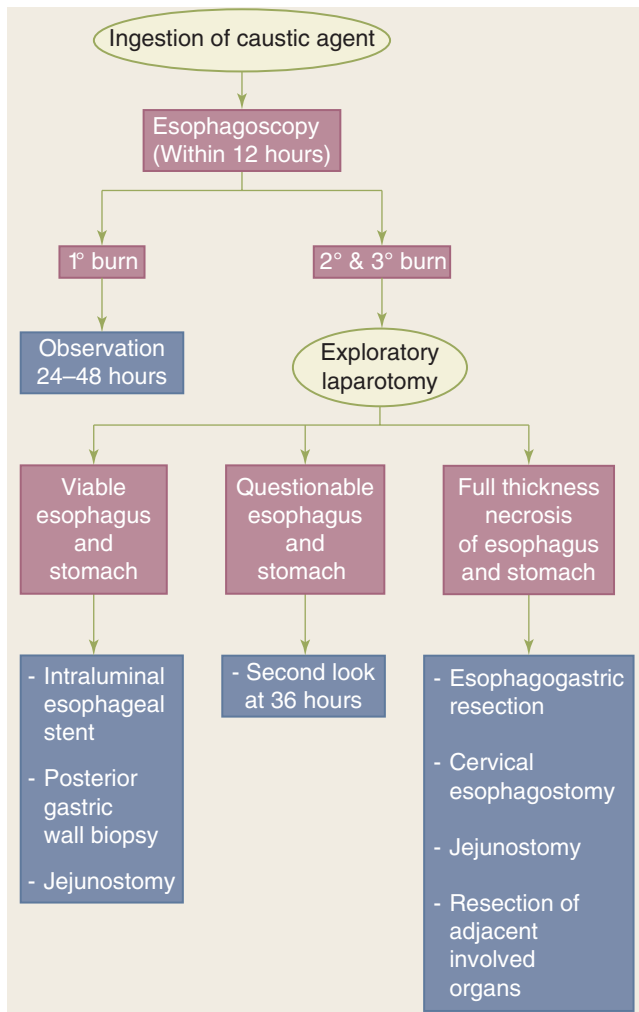 Ingestion of caustic agent
Esophagoscopy
(Within 12 hours)
1° burn
2° & 3° burn
Observation
24–48 hours
Exploratory
laparotomy
Viable
esophagus
and
stomach
Questionable
esophagus
and
stomach
Full thickness
necrosis
of esophagus
and stomach
- Intraluminal
esophageal
stent
- Posterior
gastric
wall biopsy
- Jejunostomy
- Second look
at 36 hours
- Esophagogastric
resection
- Cervical
esophagostomy
- Jejunostomy
- Resection of
adjacent
involved
organs